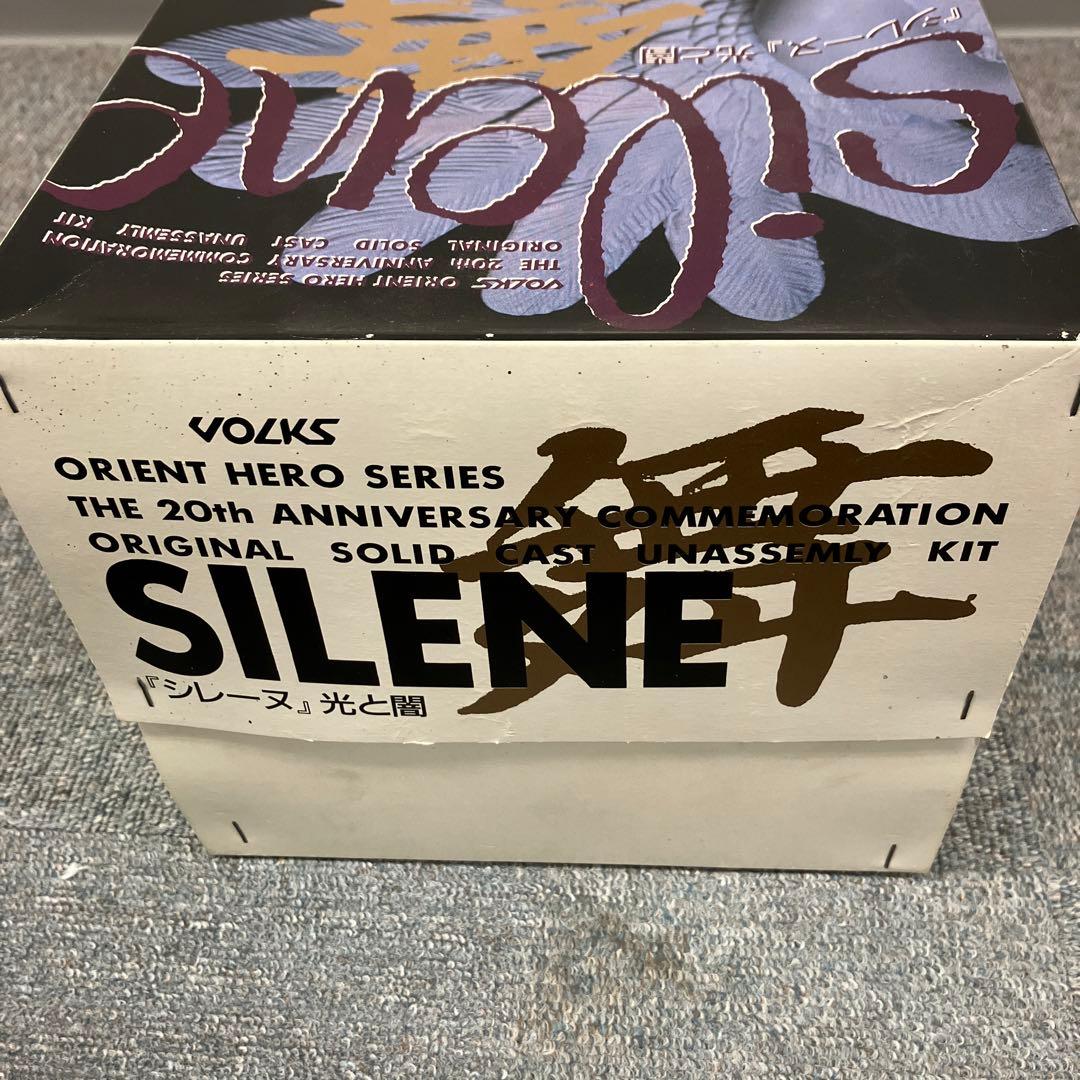 『シレーヌ』光と闇
silene
VOLKS ORIENT HERO SERIES
THE 20th ANNIVERSARY COMMEMORATION
ORIGINAL SOLID CAST UNASSEMLY KIT
VOLKS
ORIENT HERO SERIES
THE 20th ANNIVERSARY COMMEMORATION
ORIGINAL SOLID CAST UNASSEMLY KIT
SILENE
『シレーヌ』光と闇